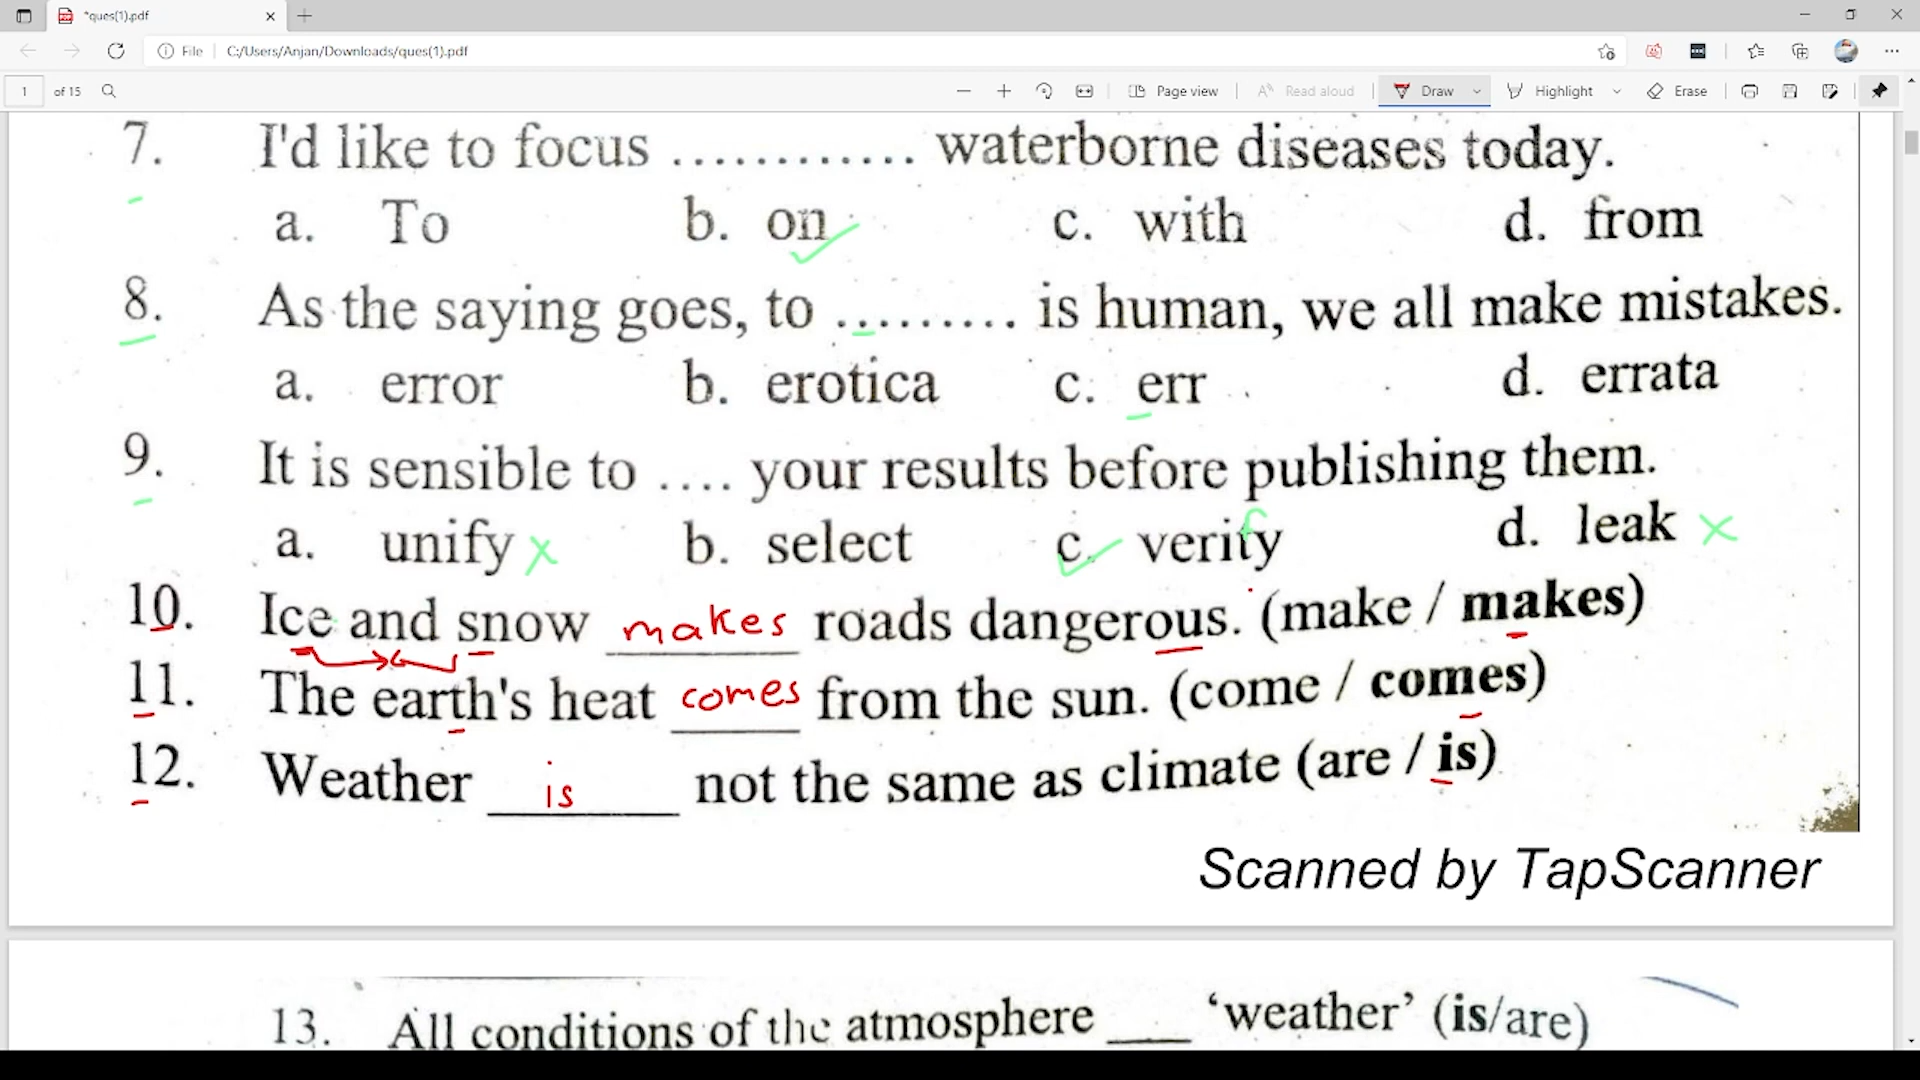 *ques(1).pdf
File C:/Users/Anjan/Downloads/ques(1).pdf
1 of 15 Page view Read aloud Draw Highlight Erase
7. I'd like to focus ............ waterborne diseases today.
a. To b. on c. with d. from
8. As the saying goes, to ......... is human, we all make mistakes.
a. error b. erotica c. err d. errata
9. It is sensible to .... your results before publishing them.
a. unify x b. select c. verify d. leak x
10. Ice and snow makes roads dangerous. (make / makes)
11. The earth's heat comes from the sun. (come / comes)
12. Weather is not the same as climate (are / is)
Scanned by TapScanner
13. All conditions of the atmosphere ____ ‘weather’ (is/are)